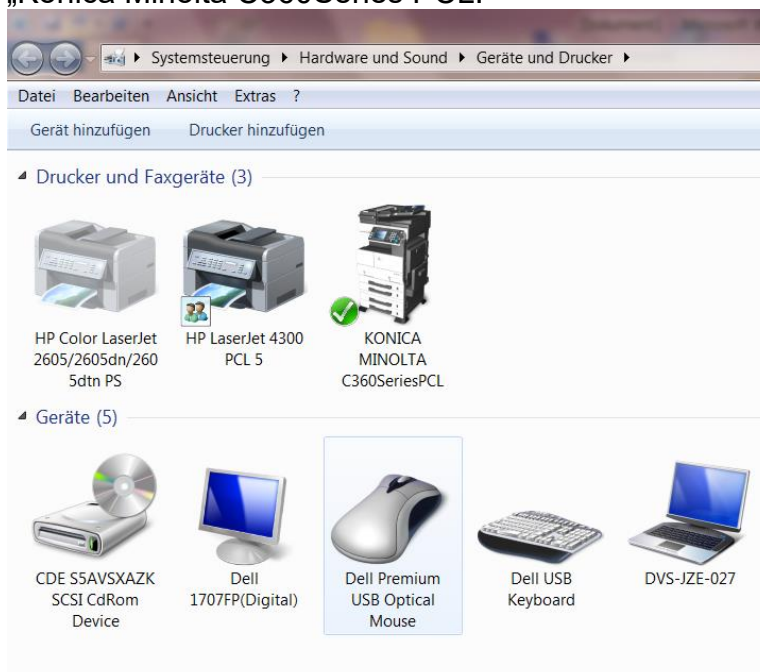 Systemsteuerung ▸ Hardware und Sound ▸ Geräte und Drucker ▸
Datei Bearbeiten Ansicht Extras ?
Gerät hinzufügen Drucker hinzufügen
Drucker und Faxgeräte (3)
HP Color LaserJet
2605/2605dn/260
5dtn PS
HP LaserJet 4300
PCL 5
KONICA
MINOLTA
C360SeriesPCL
Geräte (5)
CDE S5AVSXAZK
SCSI CdRom
Device
Dell
1707FP(Digital)
Dell Premium
USB Optical
Mouse
Dell USB
Keyboard
DVS-JZE-027